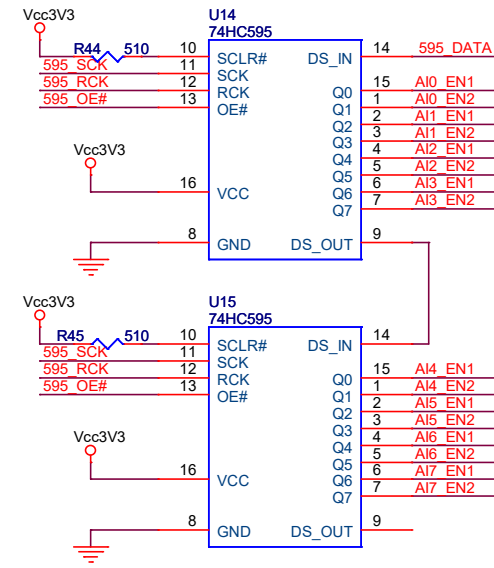 Vcc3V3
U14
74HC595
R44 510 10 SCLR# DS_IN 14 595_DATA
595_SCK 11 SCK
595_RCK 12 RCK Q0 15 AI0_EN1
595_OE# 13 OE# Q1 1 AI0_EN2
Q2 2 AI1_EN1
Q3 3 AI1_EN2
Vcc3V3 Q4 4 AI2_EN1
Q5 5 AI2_EN2
16 VCC Q6 6 AI3_EN1
Q7 7 AI3_EN2
8 GND DS_OUT 9
Vcc3V3
U15
74HC595
R45 510 10 SCLR# DS_IN 14
595_SCK 11 SCK
595_RCK 12 RCK Q0 15 AI4_EN1
595_OE# 13 OE# Q1 1 AI4_EN2
Q2 2 AI5_EN1
Q3 3 AI5_EN2
Vcc3V3 Q4 4 AI6_EN1
Q5 5 AI6_EN2
16 VCC Q6 6 AI7_EN1
Q7 7 AI7_EN2
8 GND DS_OUT 9